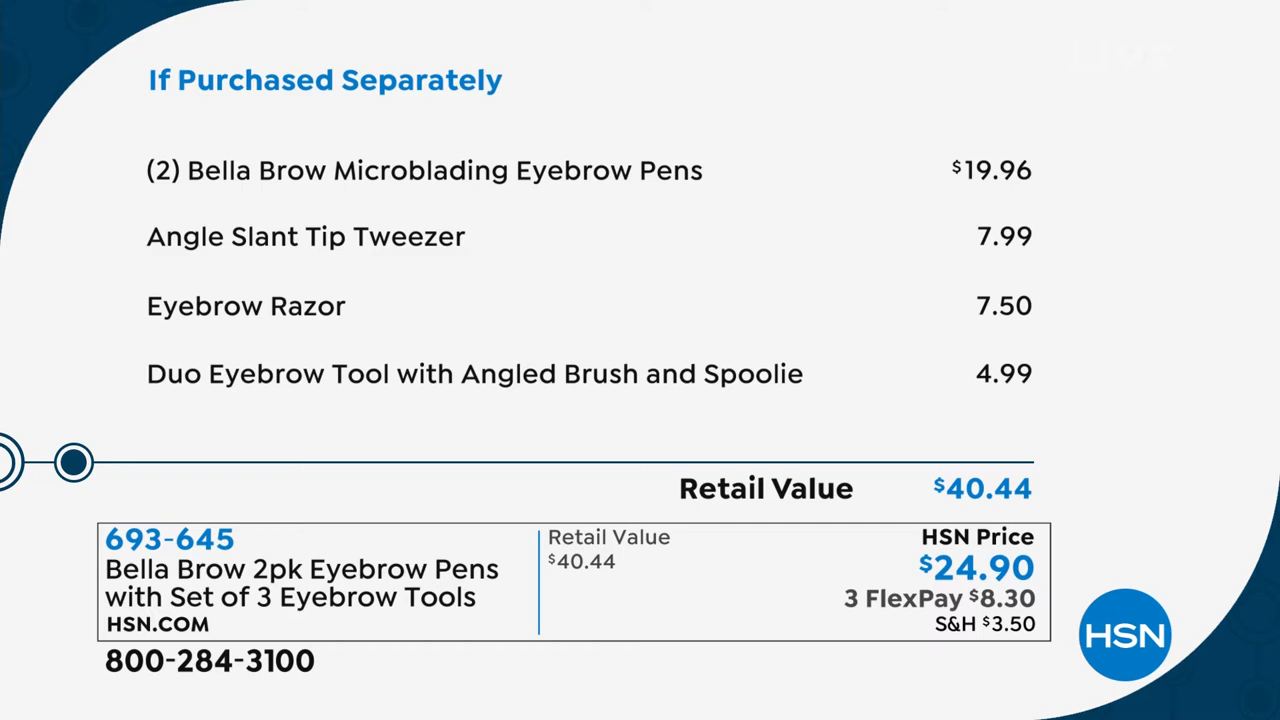 If Purchased Separately
(2) Bella Brow Microblading Eyebrow Pens $19.96
Angle Slant Tip Tweezer 7.99
Eyebrow Razor 7.50
Duo Eyebrow Tool with Angled Brush and Spoolie 4.99
Retail Value $40.44
693-645
Bella Brow 2pk Eyebrow Pens
with Set of 3 Eyebrow Tools
HSN.COM
Retail Value
$40.44
HSN Price
$24.90
3 FlexPay $8.30
S&H $3.50
800-284-3100
HSN